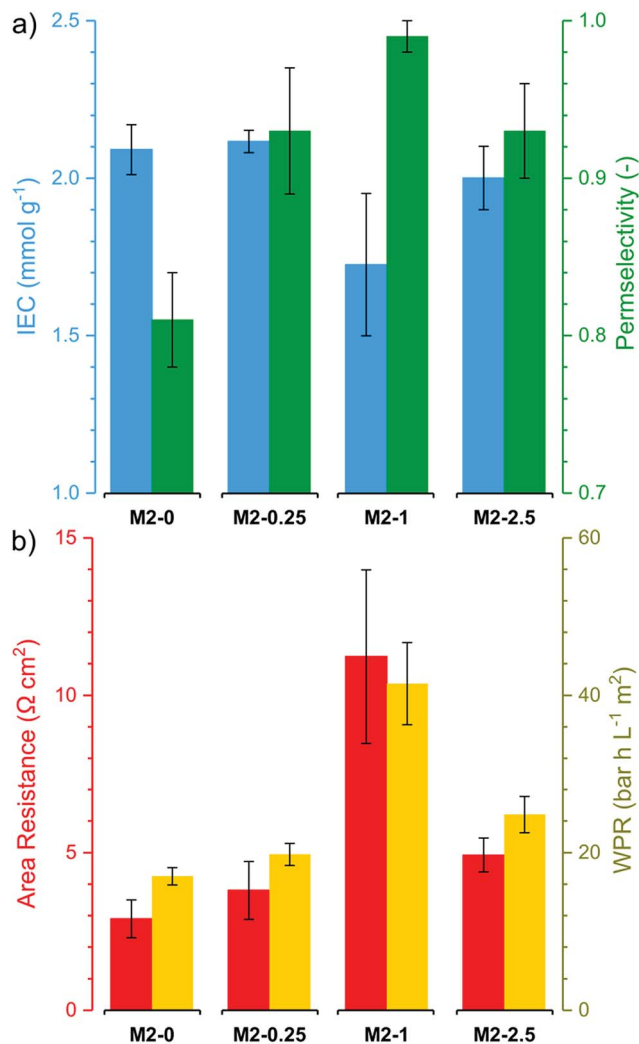 a)
2.5
2.0
1.5
1.0
IEC (mmol g⁻¹)
1.0
0.9
0.8
0.7
Permselectivity (-)
M2-0 M2-0.25 M2-1 M2-2.5
b)
15
10
5
0
Area Resistance (Ω cm²)
60
40
20
0
WPR (bar h L⁻¹ m²)
M2-0 M2-0.25 M2-1 M2-2.5